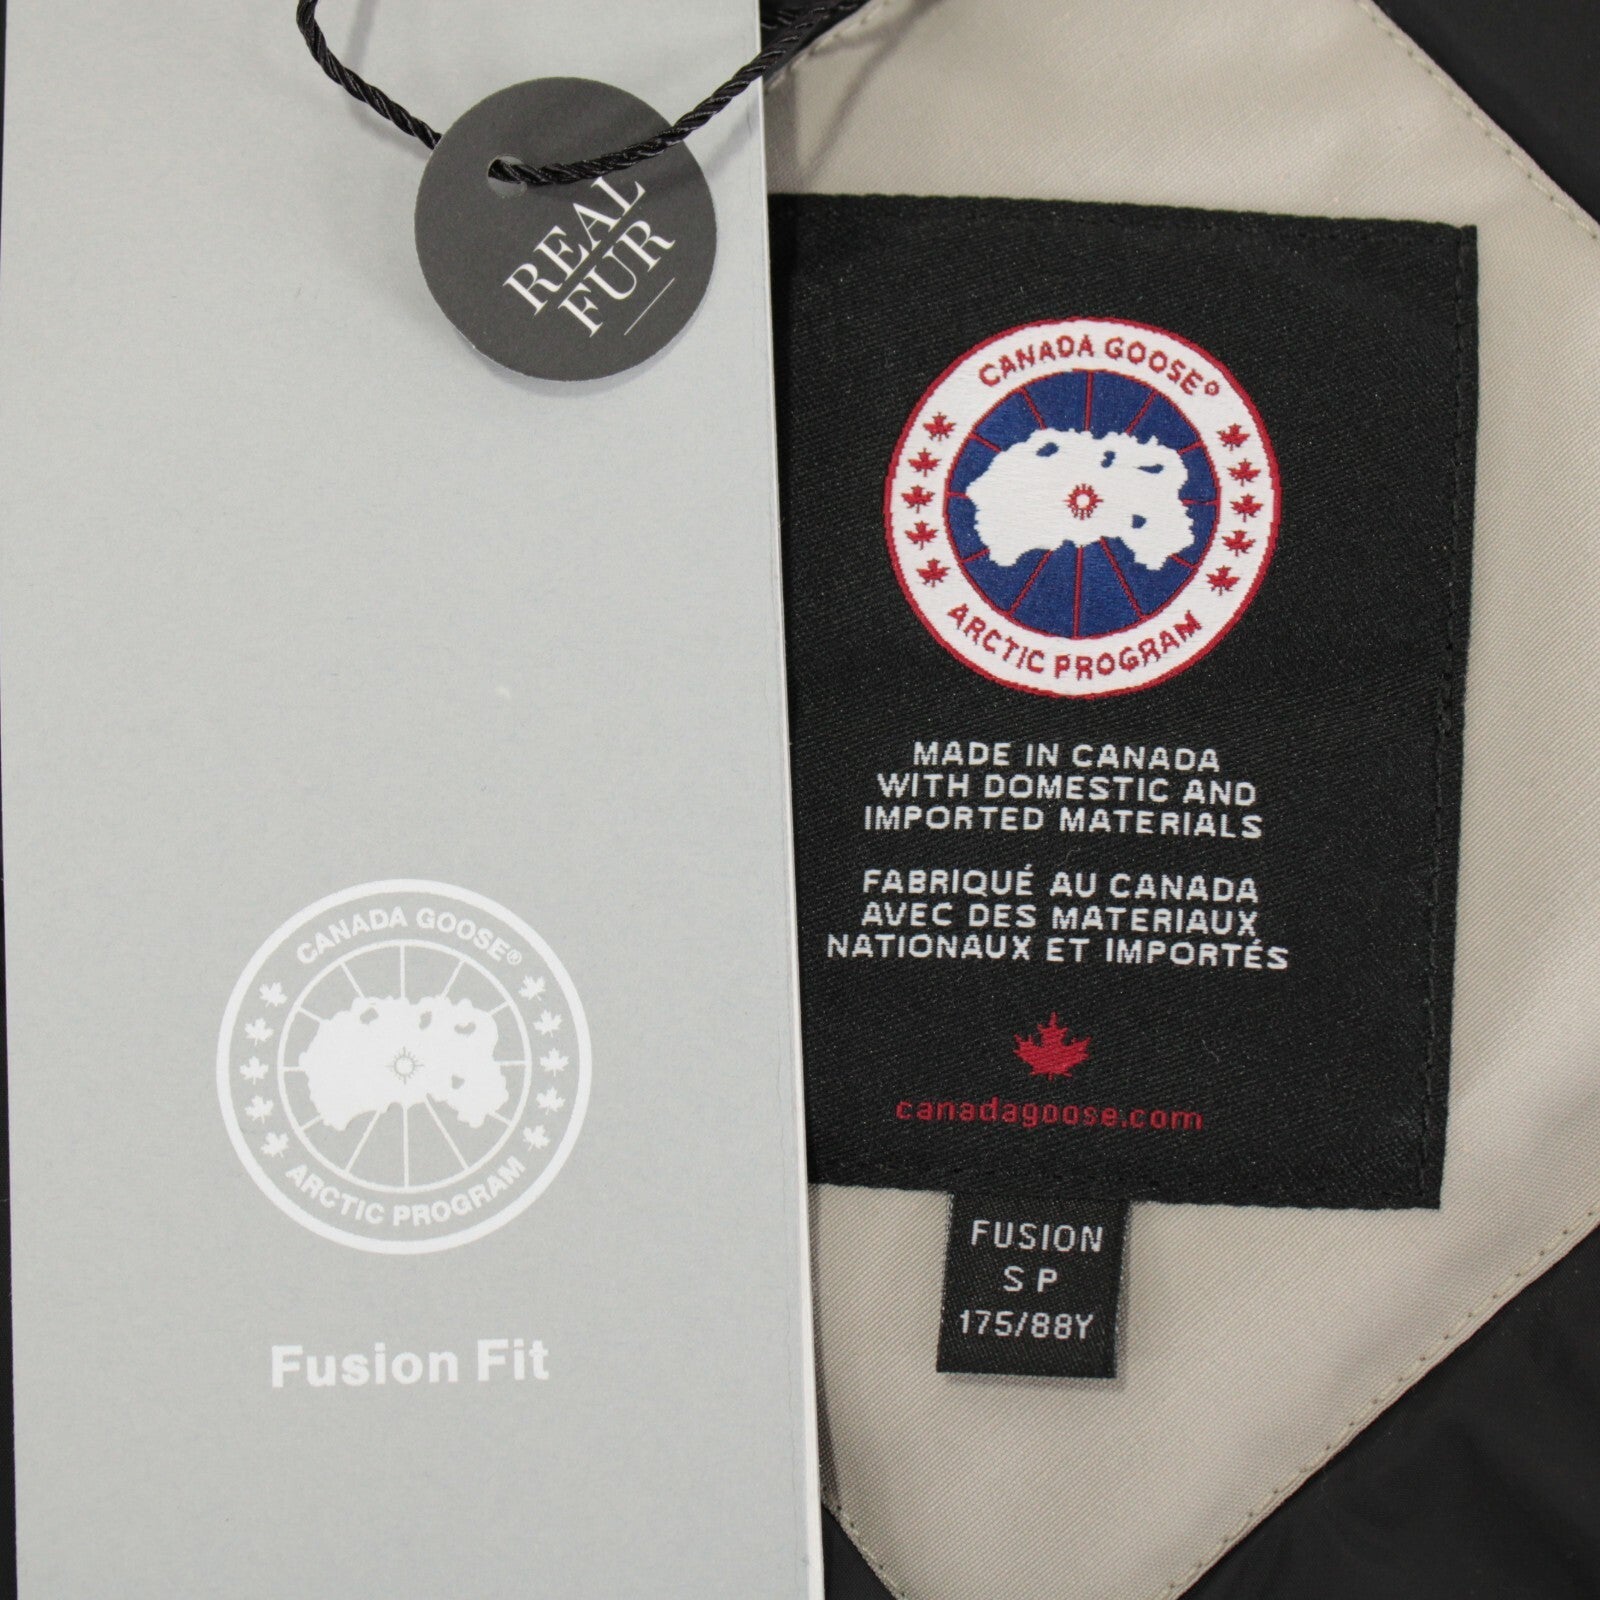 REAL
FUR
CANADA GOOSE®
ARCTIC PROGRAM
Fusion Fit
CANADA GOOSE®
ARCTIC PROGRAM
MADE IN CANADA
WITH DOMESTIC AND
IMPORTED MATERIALS
FABRIQUÉ AU CANADA
AVEC DES MATERIAUX
NATIONAUX ET IMPORTÉS
canadagoose.com
FUSION
S P
175/88Y